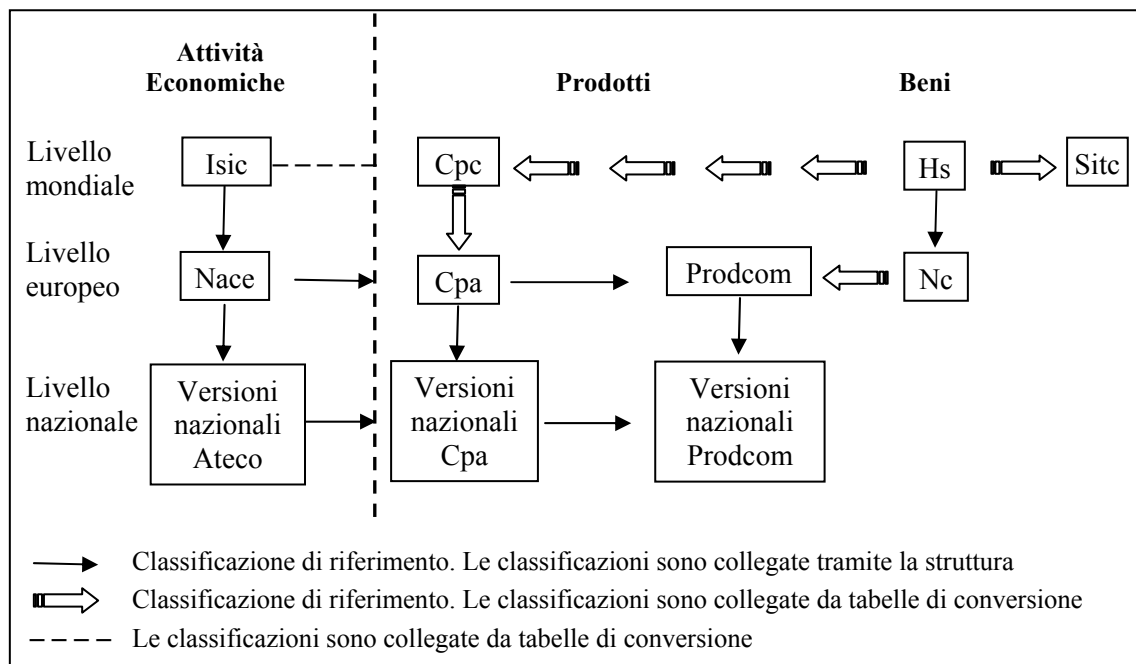 Attività
Economiche
Prodotti
Beni
Livello
mondiale
Isic
Cpc
Hs
Sitc
Livello
europeo
Nace
Cpa
Prodcom
Nc
Livello
nazionale
Versioni
nazionali
Ateco
Versioni
nazionali
Cpa
Versioni
nazionali
Prodcom
Classificazione di riferimento. Le classificazioni sono collegate tramite la struttura
Classificazione di riferimento. Le classificazioni sono collegate da tabelle di conversione
Le classificazioni sono collegate da tabelle di conversione